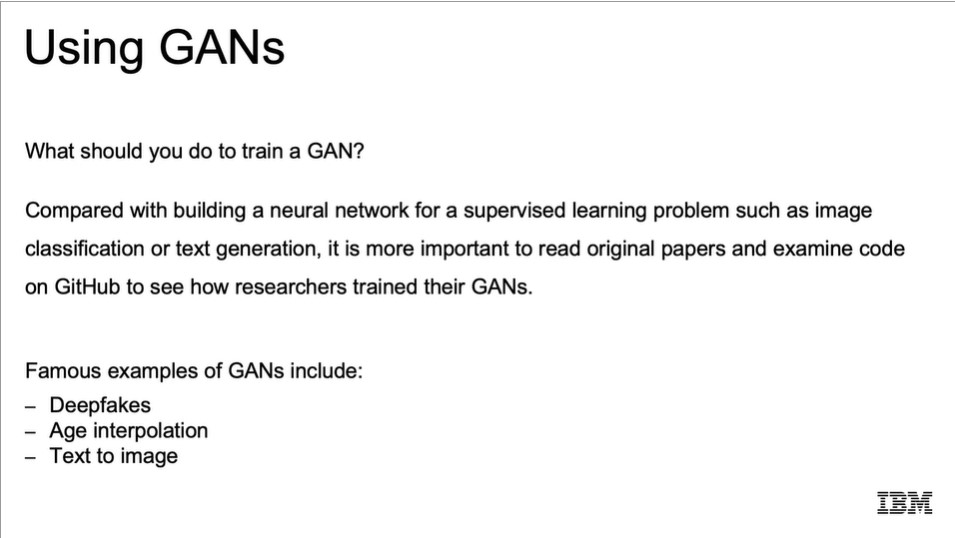 Using GANs
What should you do to train a GAN?
Compared with building a neural network for a supervised learning problem such as image
classification or text generation, it is more important to read original papers and examine code
on GitHub to see how researchers trained their GANs.
Famous examples of GANs include:
– Deepfakes
– Age interpolation
– Text to image
IBM